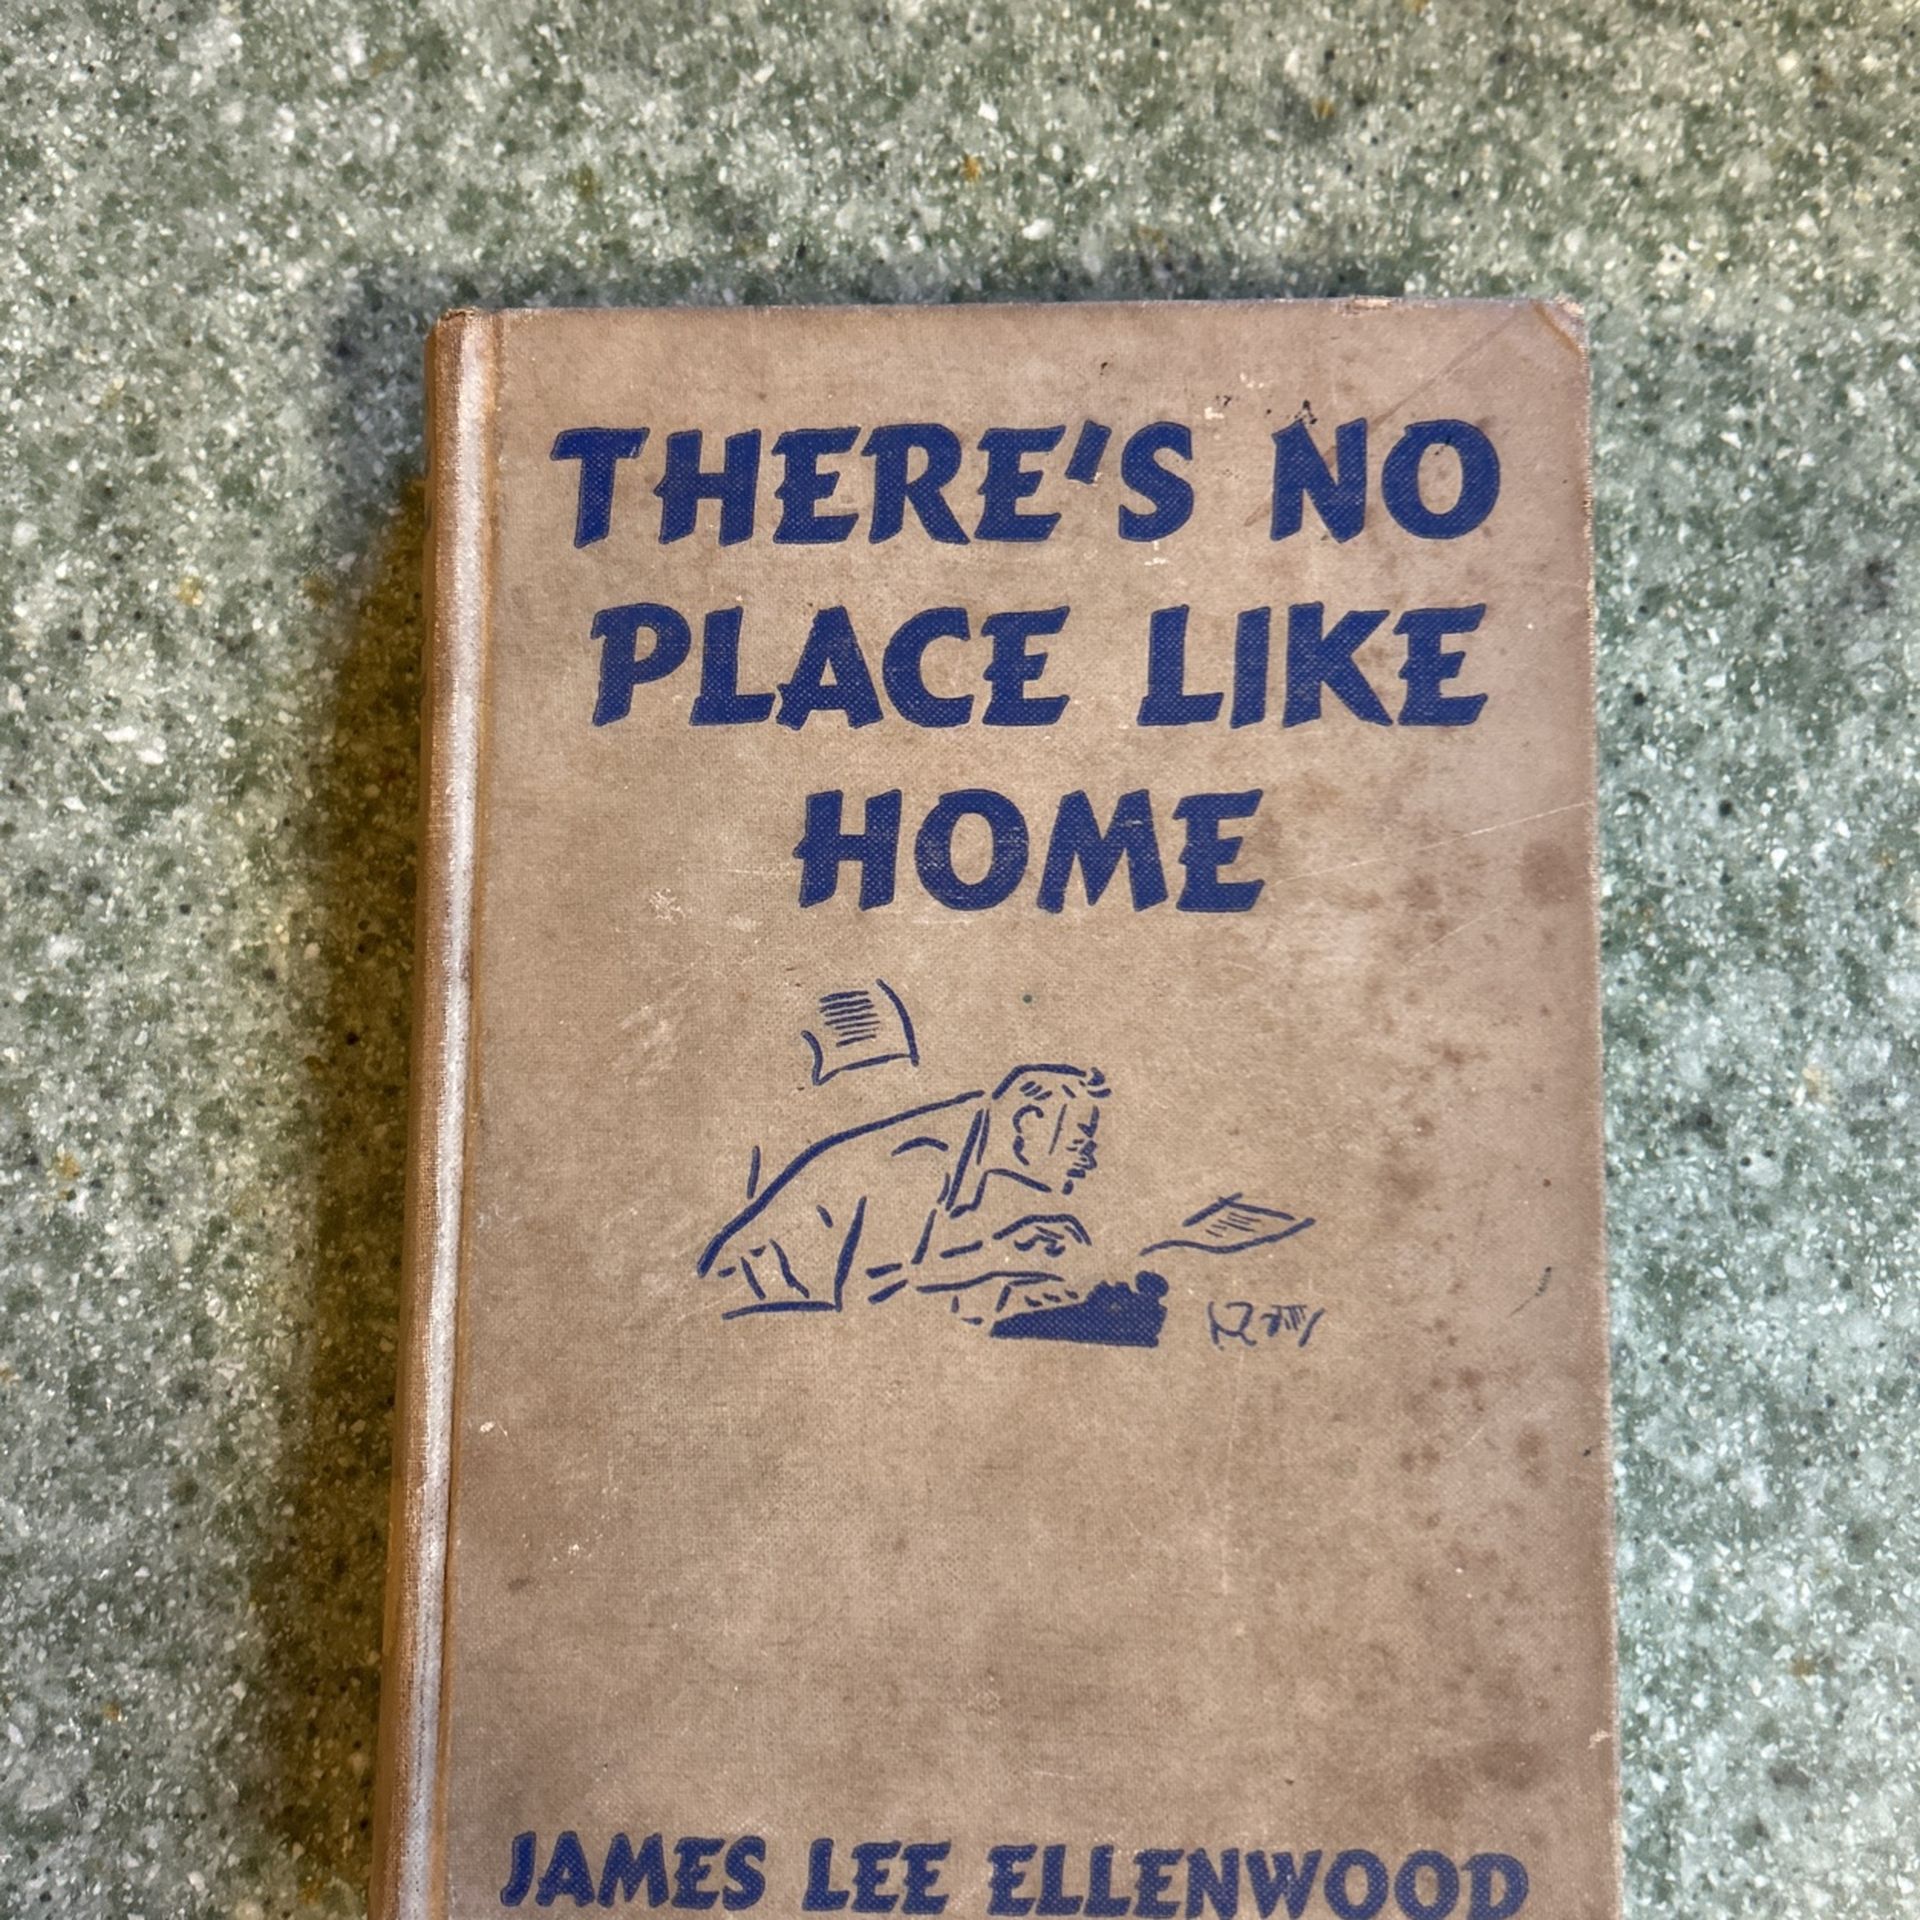 THERE'S NO
PLACE LIKE
HOME
JAMES LEE ELLENWOOD